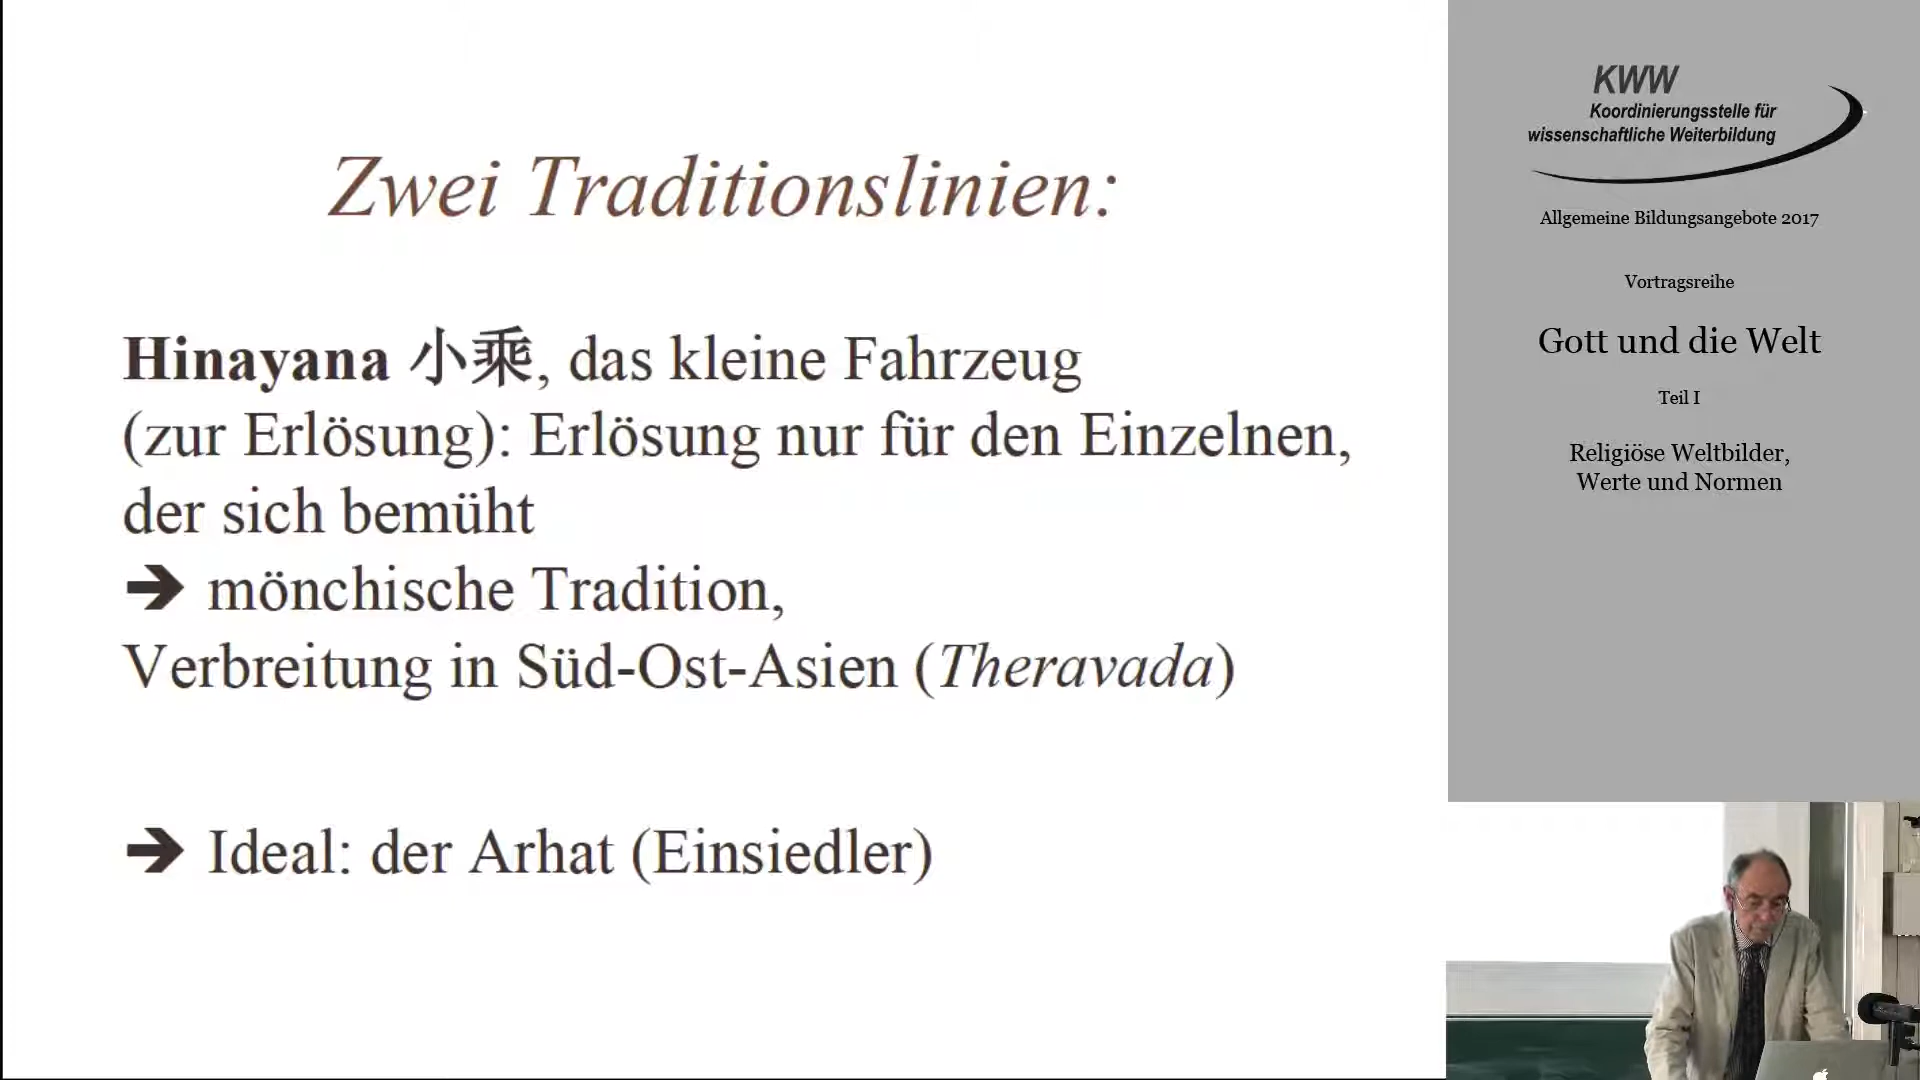 Zwei Traditionslinien:
Hinayana 小乘, das kleine Fahrzeug
(zur Erlösung): Erlösung nur für den Einzelnen,
der sich bemüht
➔ mönchische Tradition,
Verbreitung in Süd-Ost-Asien (Theravada)
➔ Ideal: der Arhat (Einsiedler)
KWW
Koordinierungsstelle für
wissenschaftliche Weiterbildung
Allgemeine Bildungsangebote 2017
Vortragsreihe
Gott und die Welt
Teil I
Religiöse Weltbilder,
Werte und Normen